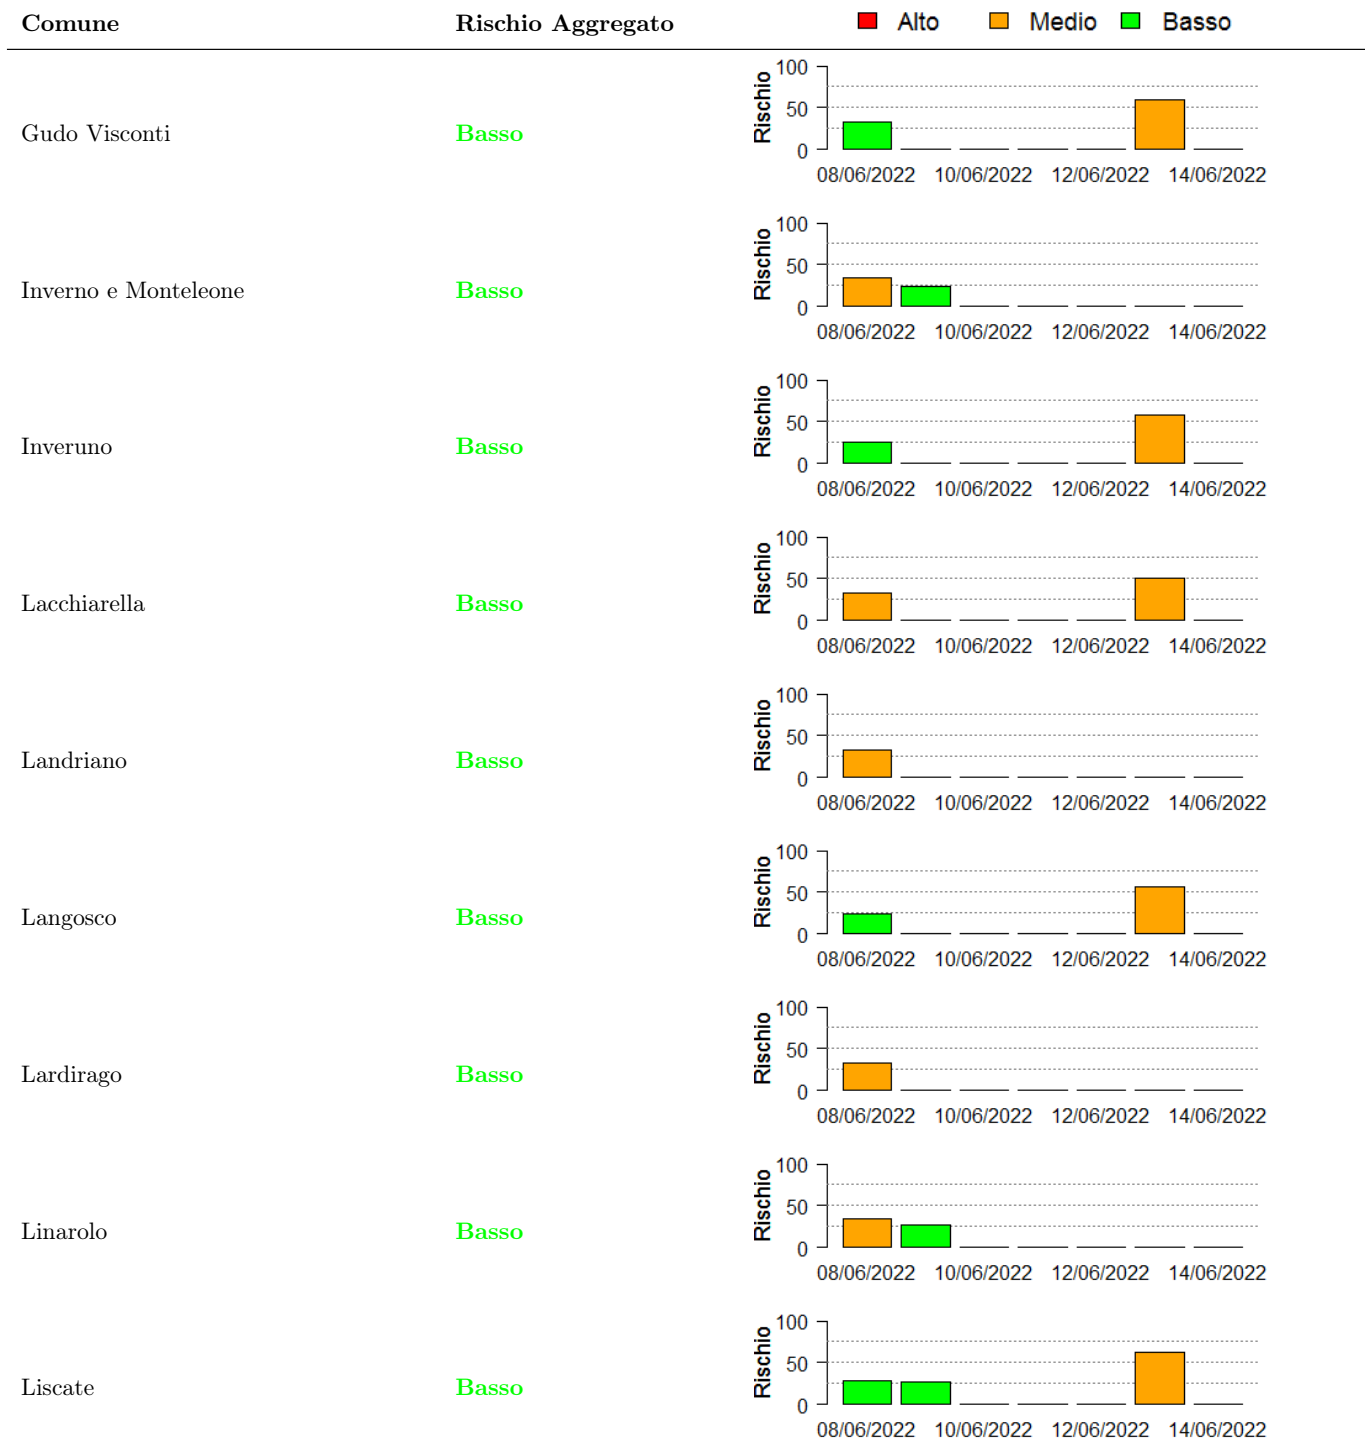 Comune Rischio Aggregato Alto Medio Basso
Gudo Visconti Basso
Rischio
100
50
0
08/06/2022 10/06/2022 12/06/2022 14/06/2022
Inverno e Monteleone Basso
Rischio
100
50
0
08/06/2022 10/06/2022 12/06/2022 14/06/2022
Inveruno Basso
Rischio
100
50
0
08/06/2022 10/06/2022 12/06/2022 14/06/2022
Lacchiarella Basso
Rischio
100
50
0
08/06/2022 10/06/2022 12/06/2022 14/06/2022
Landriano Basso
Rischio
100
50
0
08/06/2022 10/06/2022 12/06/2022 14/06/2022
Langosco Basso
Rischio
100
50
0
08/06/2022 10/06/2022 12/06/2022 14/06/2022
Lardirago Basso
Rischio
100
50
0
08/06/2022 10/06/2022 12/06/2022 14/06/2022
Linarolo Basso
Rischio
100
50
0
08/06/2022 10/06/2022 12/06/2022 14/06/2022
Liscate Basso
Rischio
100
50
0
08/06/2022 10/06/2022 12/06/2022 14/06/2022